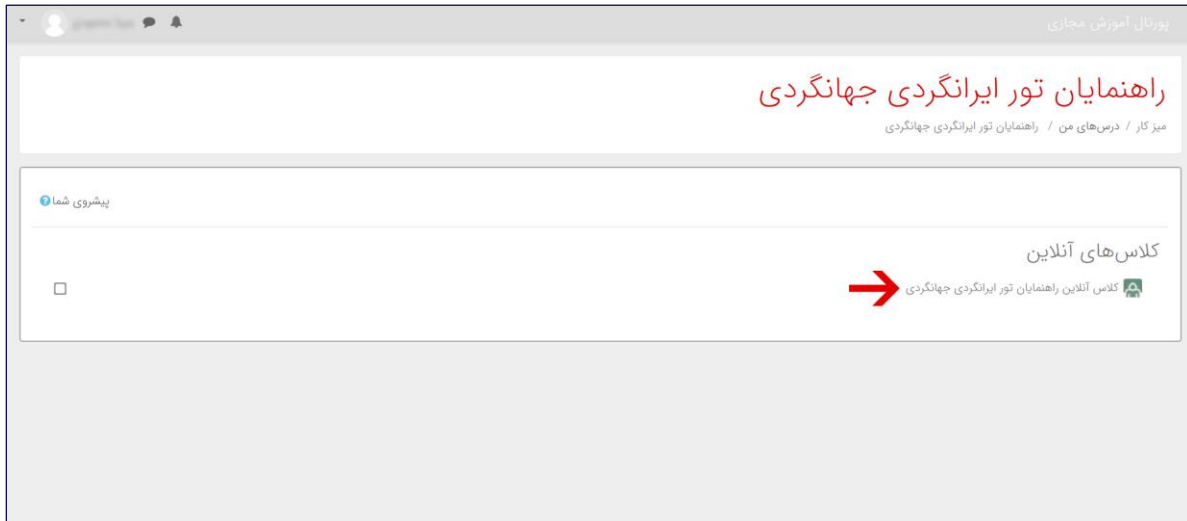 پورتال آموزش مجازی
راهنمایان تور ایرانگردی جهانگردی
میز کار / درس‌های من / راهنمایان تور ایرانگردی جهانگردی
پیشروی شما
کلاس‌های آنلاین
کلاس آنلاین راهنمایان تور ایرانگردی جهانگردی